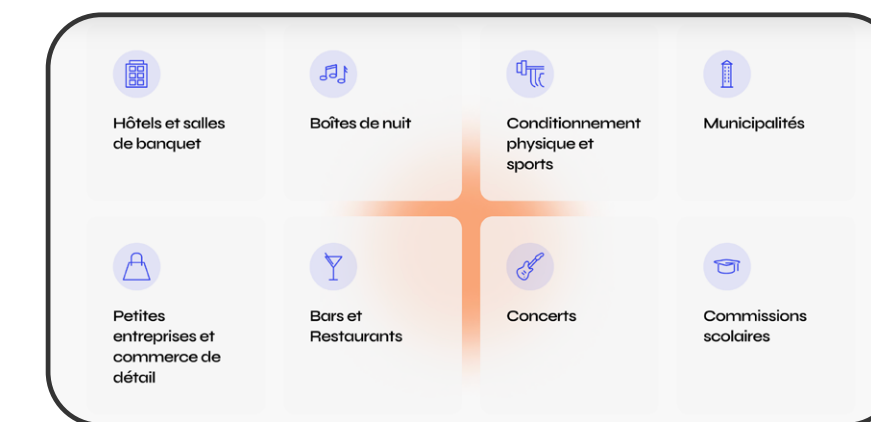 Hôtels et salles
de banquet
Boîtes de nuit
Conditionnement
physique et
sports
Municipalités
Petites
entreprises et
commerce de
détail
Bars et
Restaurants
Concerts
Commissions
scolaires